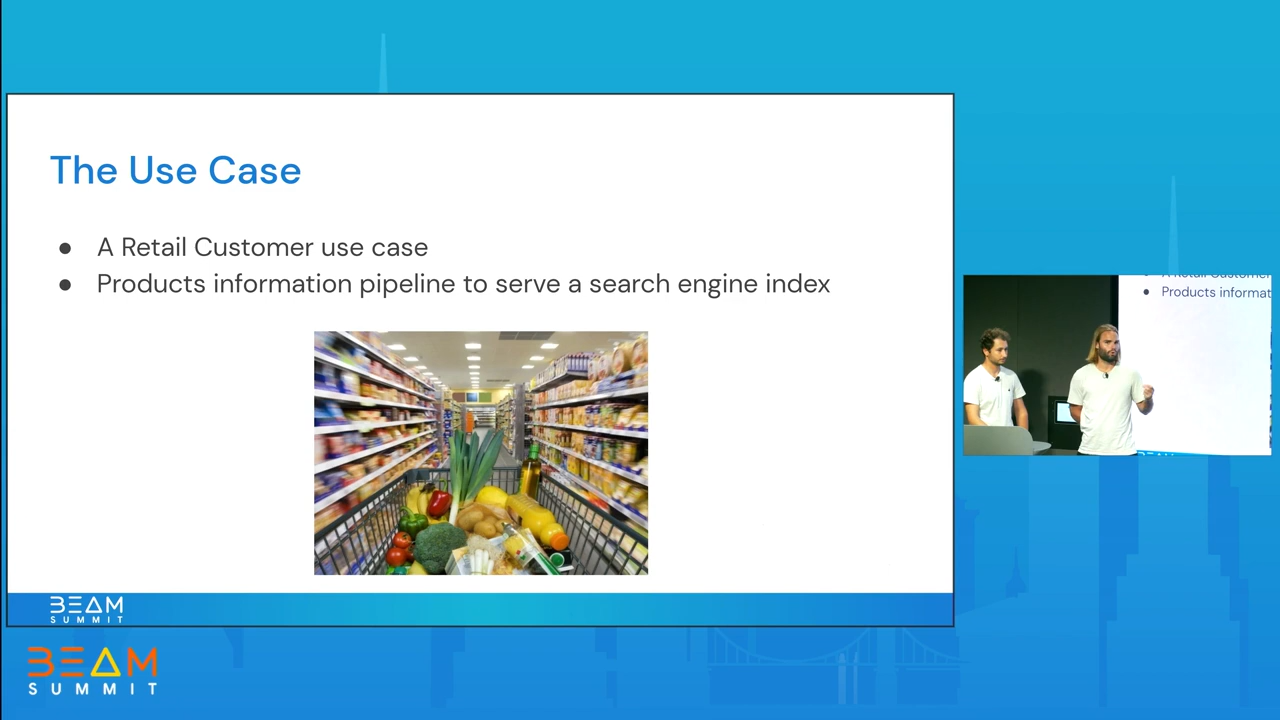 The Use Case
● A Retail Customer use case
● Products information pipeline to serve a search engine index
BEAM
SUMMIT
BEAM
SUMMIT
● Products informat